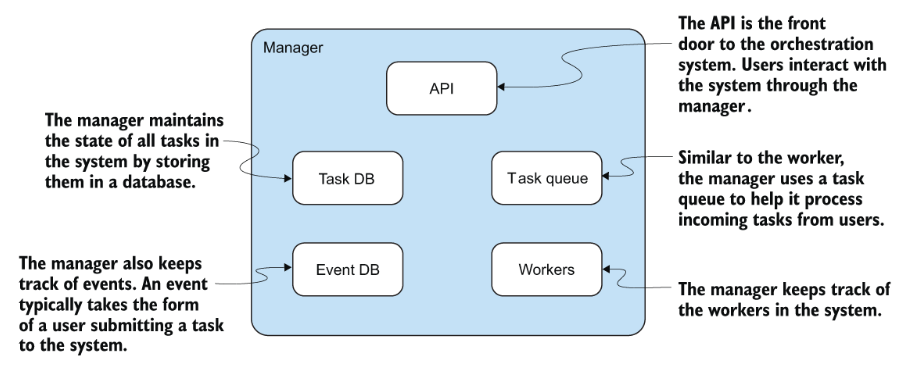 Manager
API
Task DB
Task queue
Event DB
Workers
The API is the front
door to the orchestration
system. Users interact with
the system through the
manager.
The manager maintains
the state of all tasks in
the system by storing
them in a database.
Similar to the worker,
the manager uses a task
queue to help it process
incoming tasks from users.
The manager also keeps
track of events. An event
typically takes the form
of a user submitting a task
to the system.
The manager keeps track of
the workers in the system.